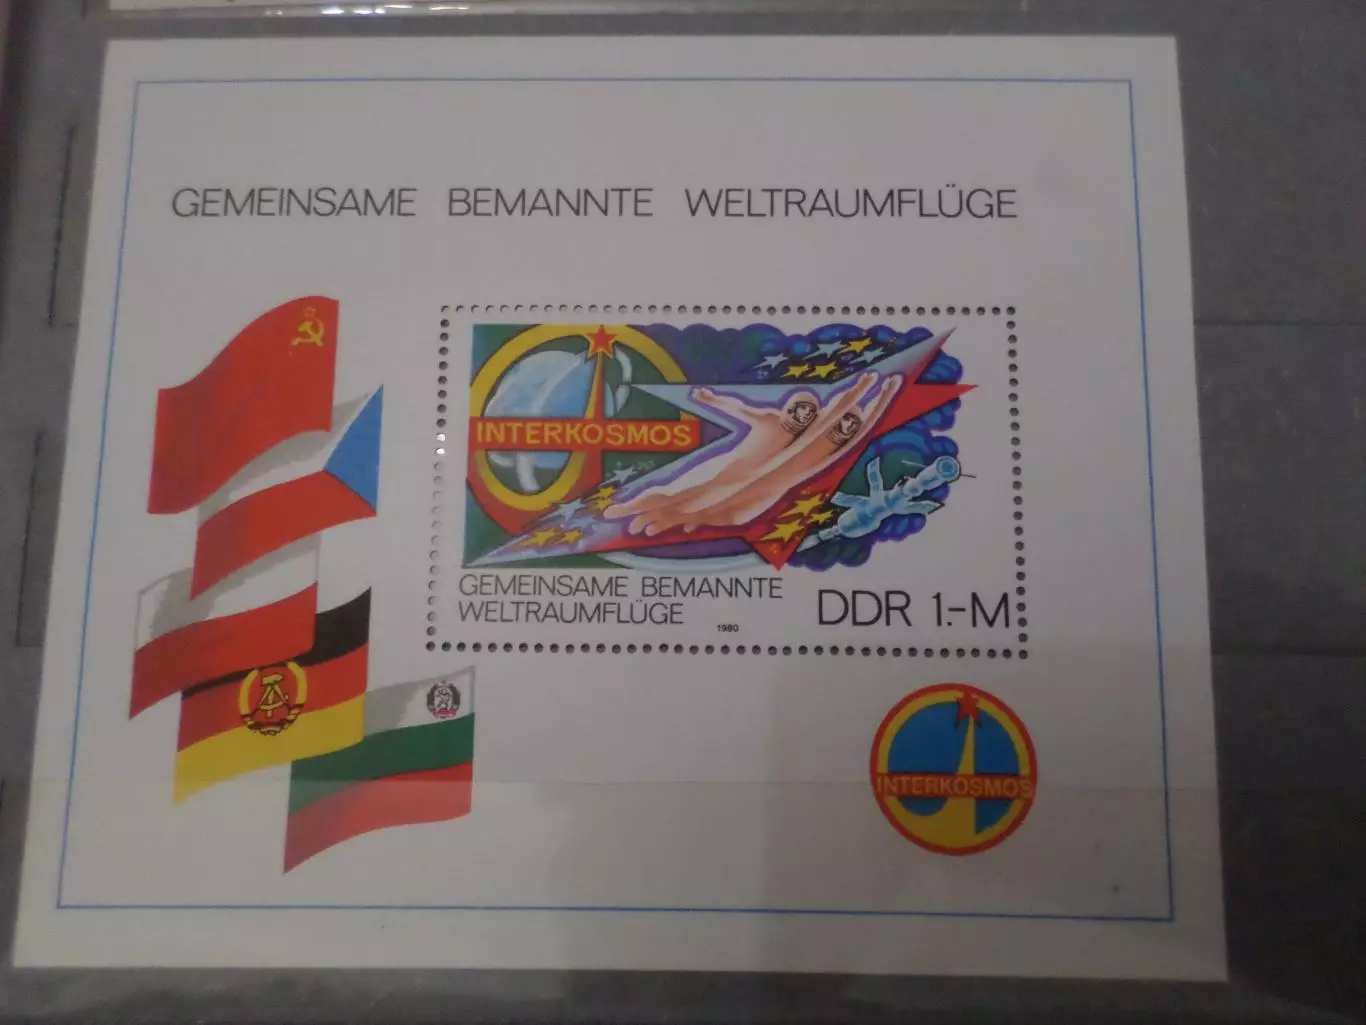 GEMEINSAME BEMANNTE WELTRAUMFLÜGE
INTERKOSMOS
GEMEINSAME BEMANNTE
WELTRAUMFLÜGE
1980
DDR 1.-M
INTERKOSMOS